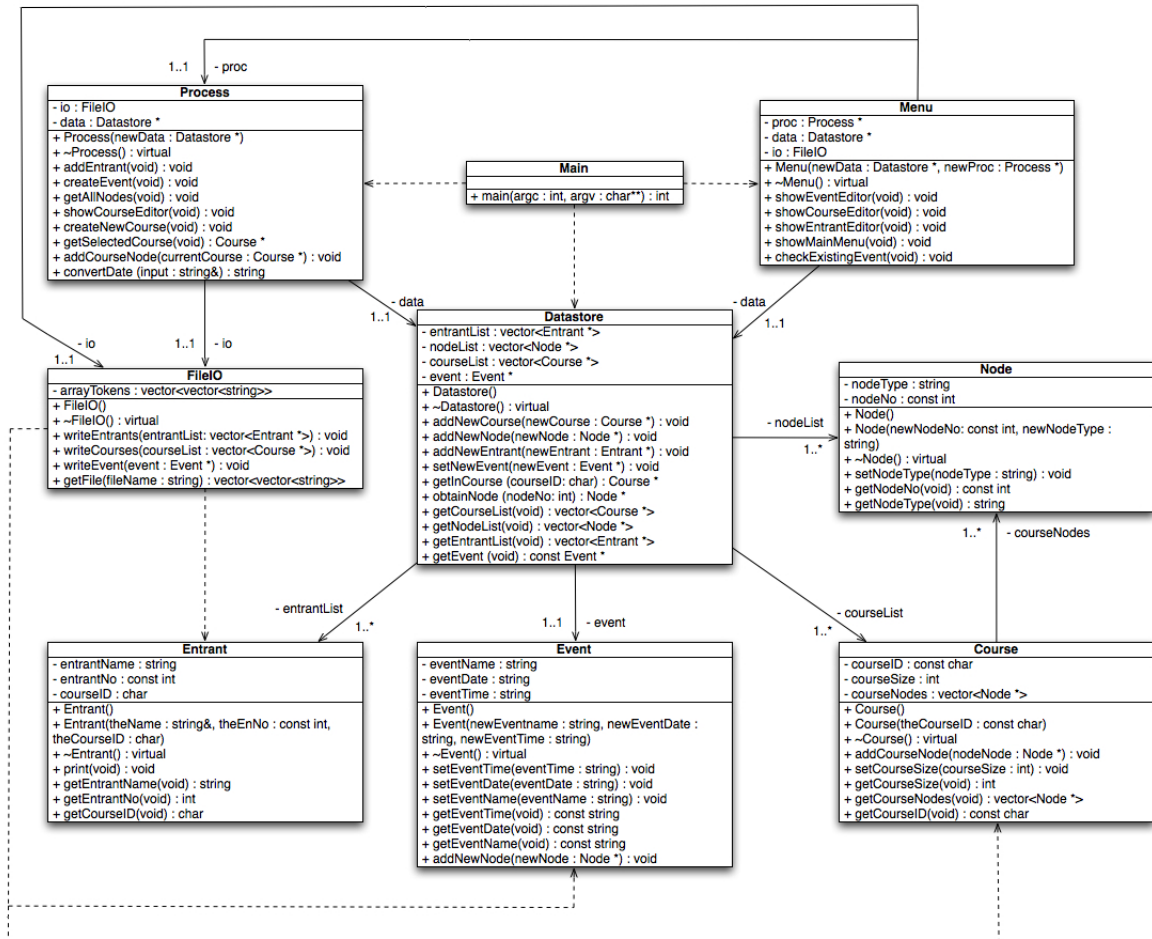 1..1
- proc
Process
- io : FileIO
- data : Datastore *
+ Process(newData : Datastore *)
+ ~Process() : virtual
+ addEntrant(void) : void
+ createEvent(void) : void
+ getAllNodes(void) : void
+ showCourseEditor(void) : void
+ createNewCourse(void) : void
+ getSelectedCourse(void) : Course *
+ addCourseNode(currentCourse : Course *) : void
+ convertDate (input : string&) : string
Main
+ main(argc : int, argv : char**) : int
Menu
- proc : Process *
- data : Datastore *
- io : FileIO
+ Menu(newData : Datastore *, newProc : Process *)
+ ~Menu() : virtual
+ showEventEditor(void) : void
+ showCourseEditor(void) : void
+ showEntrantEditor(void) : void
+ showMainMenu(void) : void
+ checkExistingEvent(void) : void
- data
1..1
- data
1..1
- io
1..1
1..1
- io
FileIO
- arrayTokens : vector<vector<string>>
+ FileIO()
+ ~FileIO() : virtual
+ writeEntrants(entrantList: vector<Entrant *>) : void
+ writeCourses(courseList : vector<Course *>) : void
+ writeEvent(event : Event *) : void
+ getFile(fileName : string) : vector<vector<string>>
Datastore
- entrantList : vector<Entrant *>
- nodeList : vector<Node *>
- courseList : vector<Course *>
- event : Event *
+ Datastore()
+ ~Datastore() : virtual
+ addNewCourse(newCourse : Course *) : void
+ addNewNode(newNode : Node *) : void
+ addNewEntrant(newEntrant : Entrant *) : void
+ setNewEvent(newEvent : Event *) : void
+ getInCourse (courseID : char) : Course *
+ obtainNode (nodeNo: int) : Node *
+ getCourseList(void) : vector<Course *>
+ getNodeList(void) : vector<Node *>
+ getEntrantList(void) : vector<Entrant *>
+ getEvent (void) : const Event *
- nodeList
1..*
Node
- nodeType : string
- nodeNo : const int
+ Node()
+ Node(newNodeNo: const int, newNodeType :
string)
+ ~Node() : virtual
+ setNodeType(nodeType : string) : void
+ getNodeNo(void) : const int
+ getNodeType(void) : string
1..*
- courseNodes
- entrantList
1..*
1..1
- event
- courseList
1..*
Entrant
- entrantName : string
- entrantNo : const int
- courseID : char
+ Entrant()
+ Entrant(theName : string&, theEnNo : const int,
theCourseID : char)
+ ~Entrant() : virtual
+ print(void) : void
+ getEntrantName(void) : string
+ getEntrantNo(void) : int
+ getCourseID(void) : char
Event
- eventName : string
- eventDate : string
- eventTime : string
+ Event()
+ Event(newEventname : string, newEventDate :
string, newEventTime : string)
+ ~Event() : virtual
+ setEventTime(eventTime : string) : void
+ setEventDate(eventDate : string) : void
+ setEventName(eventName : string) : void
+ getEventTime(void) : const string
+ getEventDate(void) : const string
+ getEventName(void) : const string
+ addNewNode(newNode : Node *) : void
Course
- courseID : const char
- courseSize : int
- courseNodes : vector<Node *>
+ Course()
+ Course(theCourseID : const char)
+ ~Course() : virtual
+ addCourseNode(nodeNode : Node *) : void
+ setCourseSize(courseSize : int) : void
+ getCourseSize(void) : int
+ getCourseNodes(void) : vector<Node *>
+ getCourseID(void) : const char